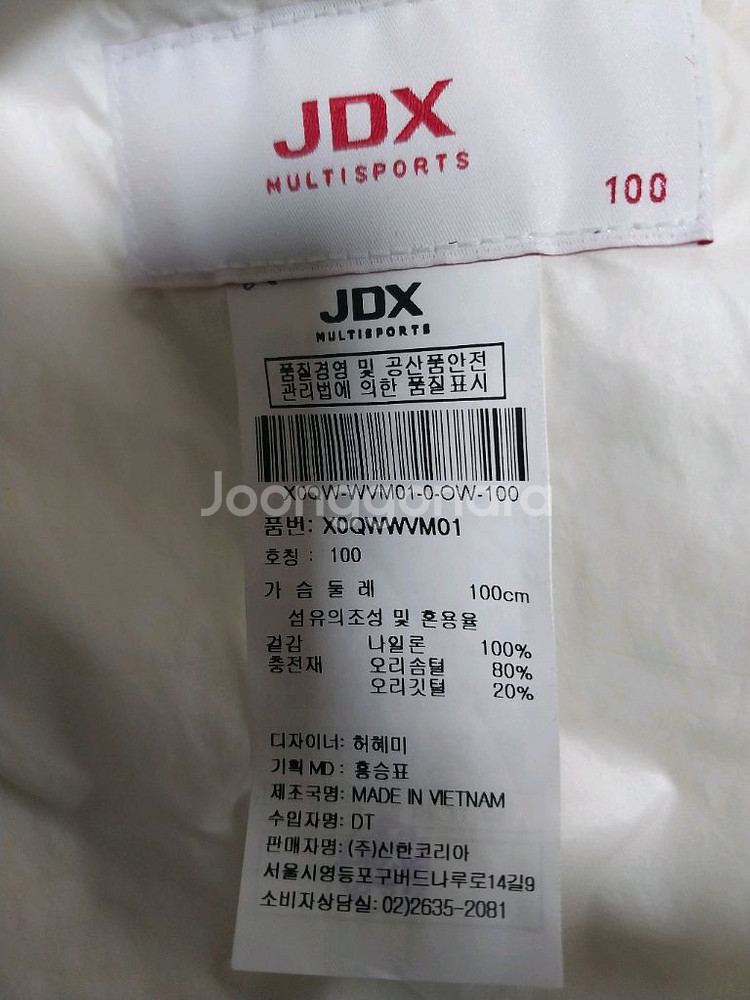 JDX
MULTISPORTS
100
JDX
MULTISPORTS
품질경영 및 공산품안전
관리법에 의한 품질표시
X0QW-WVM01-0-OW-100
Joonggonara
품번: X0QWWVM01
호칭 : 100
가 슴 둘 레 100cm
섬유의조성 및 혼용율
겉감 나일론 100%
충전재 오리솜털 80%
오리깃털 20%
디자이너: 허혜미
기획 MD : 홍승표
제조국명: MADE IN VIETNAM
수입자명: DT
판매자명: (주)신한코리아
서울시영등포구버드나루로14길9
소비자상담실: 02)2635-2081